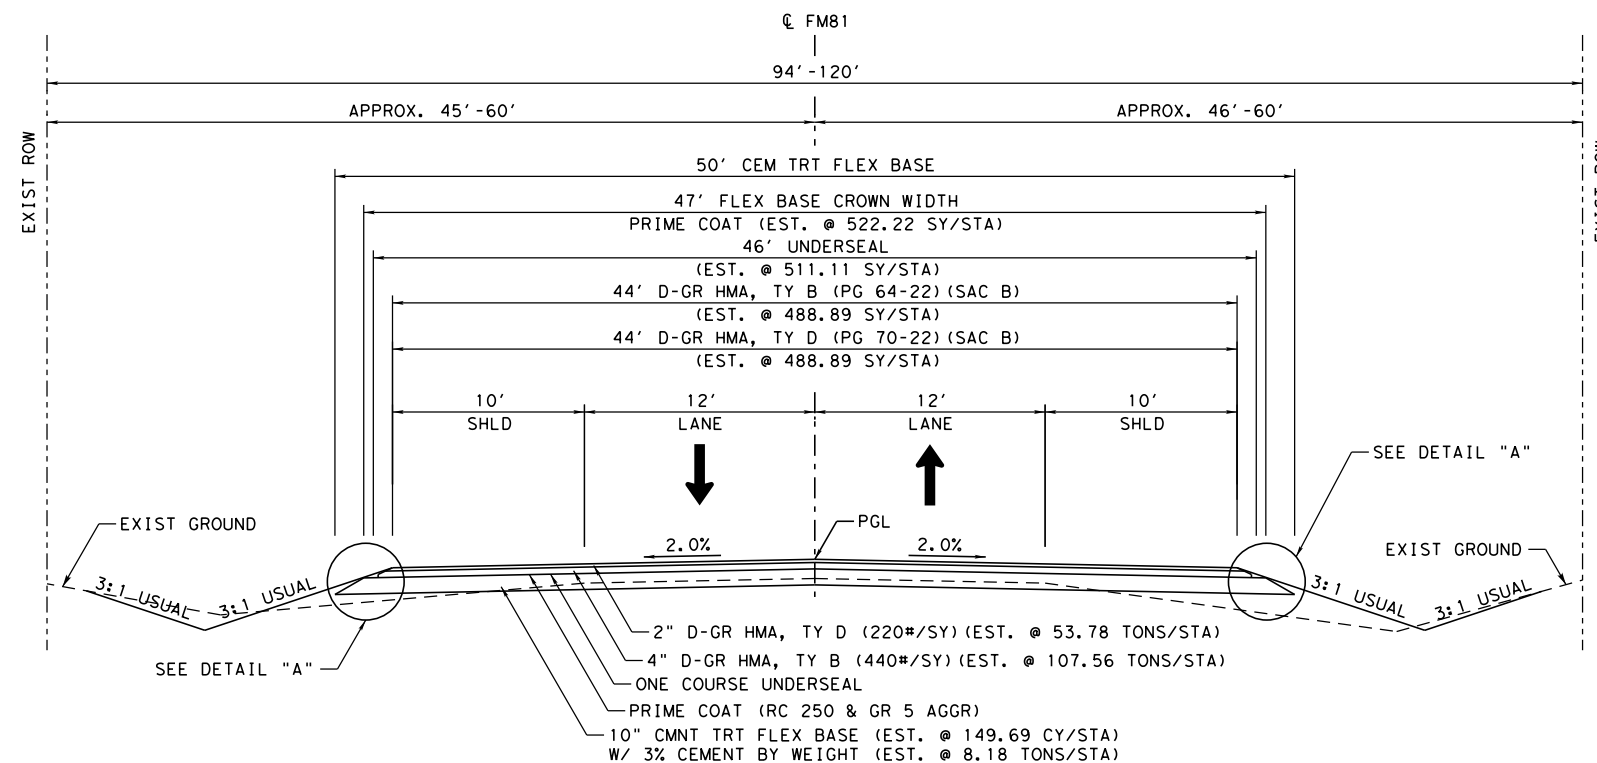 ℄ FM81
94'-120'
APPROX. 45'-60'
APPROX. 46'-60'
EXIST ROW
50' CEM TRT FLEX BASE
47' FLEX BASE CROWN WIDTH
PRIME COAT (EST. @ 522.22 SY/STA)
46' UNDERSEAL
(EST. @ 511.11 SY/STA)
44' D-GR HMA, TY B (PG 64-22)(SAC B)
(EST. @ 488.89 SY/STA)
44' D-GR HMA, TY D (PG 70-22)(SAC B)
(EST. @ 488.89 SY/STA)
10'
SHLD
12'
LANE
12'
LANE
10'
SHLD
SEE DETAIL "A"
EXIST GROUND
PGL
2.0%
2.0%
EXIST GROUND
3:1 USUAL
3:1 USUAL
3:1 USUAL
3:1 USUAL
SEE DETAIL "A"
2" D-GR HMA, TY D (220#/SY)(EST. @ 53.78 TONS/STA)
4" D-GR HMA, TY B (440#/SY)(EST. @ 107.56 TONS/STA)
ONE COURSE UNDERSEAL
PRIME COAT (RC 250 & GR 5 AGGR)
10" CMNT TRT FLEX BASE (EST. @ 149.69 CY/STA)
W/ 3% CEMENT BY WEIGHT (EST. @ 8.18 TONS/STA)